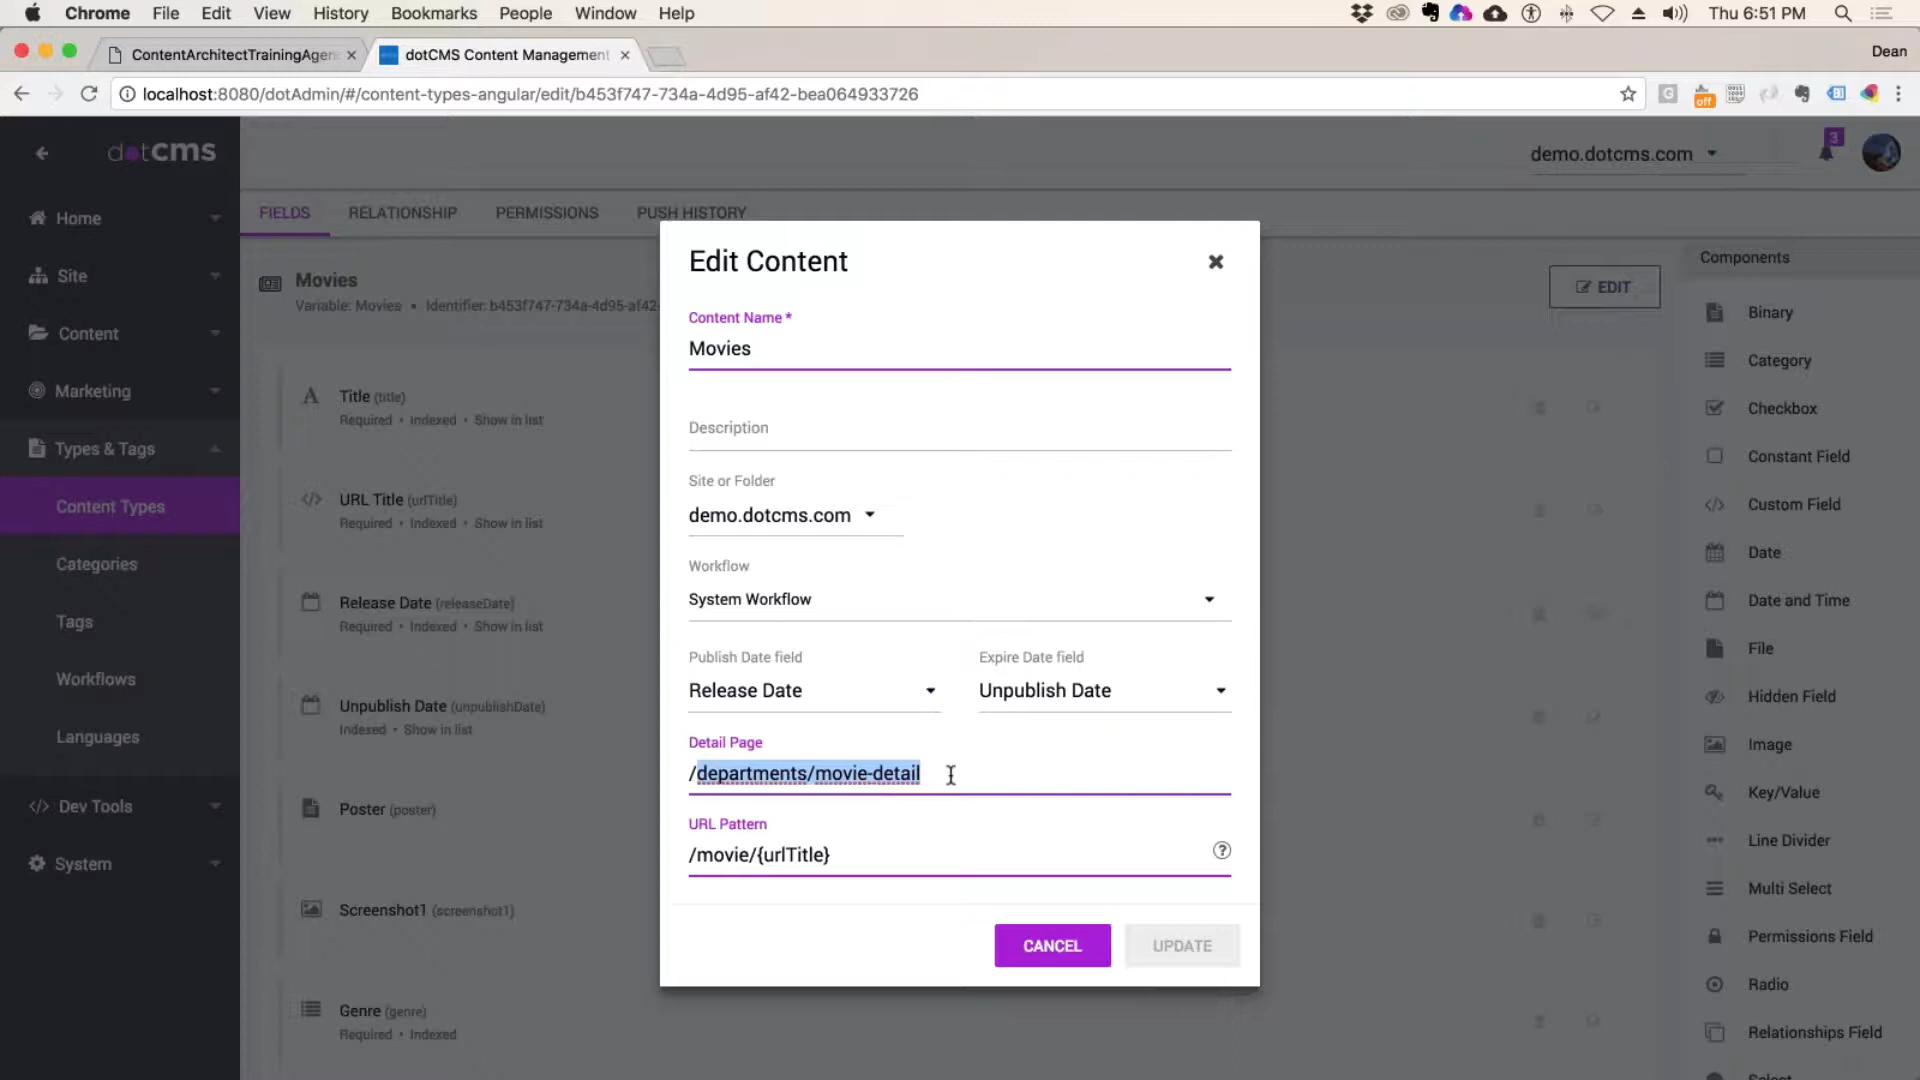 Chrome File Edit View History Bookmarks People Window Help Thu 6:51 PM
ContentArchitectTrainingAgen dotCMS Content Management Dean
localhost:8080/dotAdmin/#/content-types-angular/edit/b453f747-734a-4d95-af42-bea064933726 off
dotcms
demo.dotcms.com 3
Home
Site
Content
Marketing
Types & Tags
Content Types
Categories
Tags
Workflows
Languages
Dev Tools
System
FIELDS RELATIONSHIP PERMISSIONS PUSH HISTORY
Movies
Variable: Movies • Identifier: b453f747-734a-4d95-af42-
EDIT
Title (title)
Required • Indexed • Show in list
URL Title (urlTitle)
Required • Indexed • Show in list
Release Date (releaseDate)
Required • Indexed • Show in list
Unpublish Date (unpublishDate)
Indexed • Show in list
Poster (poster)
Screenshot1 (screenshot1)
Genre (genre)
Required • Indexed
Edit Content
Content Name *
Movies
Description
Site or Folder
demo.dotcms.com
Workflow
System Workflow
Publish Date field Expire Date field
Release Date Unpublish Date
Detail Page
/departments/movie-detail
URL Pattern
/movie/{urlTitle}
CANCEL UPDATE
Components
Binary
Category
Checkbox
Constant Field
Custom Field
Date
Date and Time
File
Hidden Field
Image
Key/Value
Line Divider
Multi Select
Permissions Field
Radio
Relationships Field